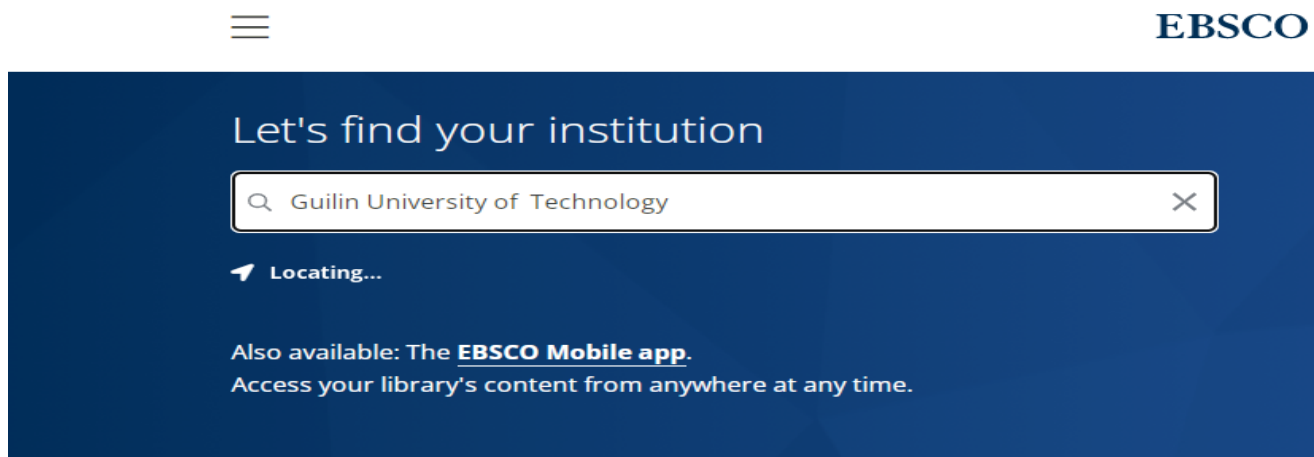 EBSCO
Let's find your institution
Guilin University of  Technology
Locating...
Also available: The EBSCO Mobile app.
Access your library's content from anywhere at any time.